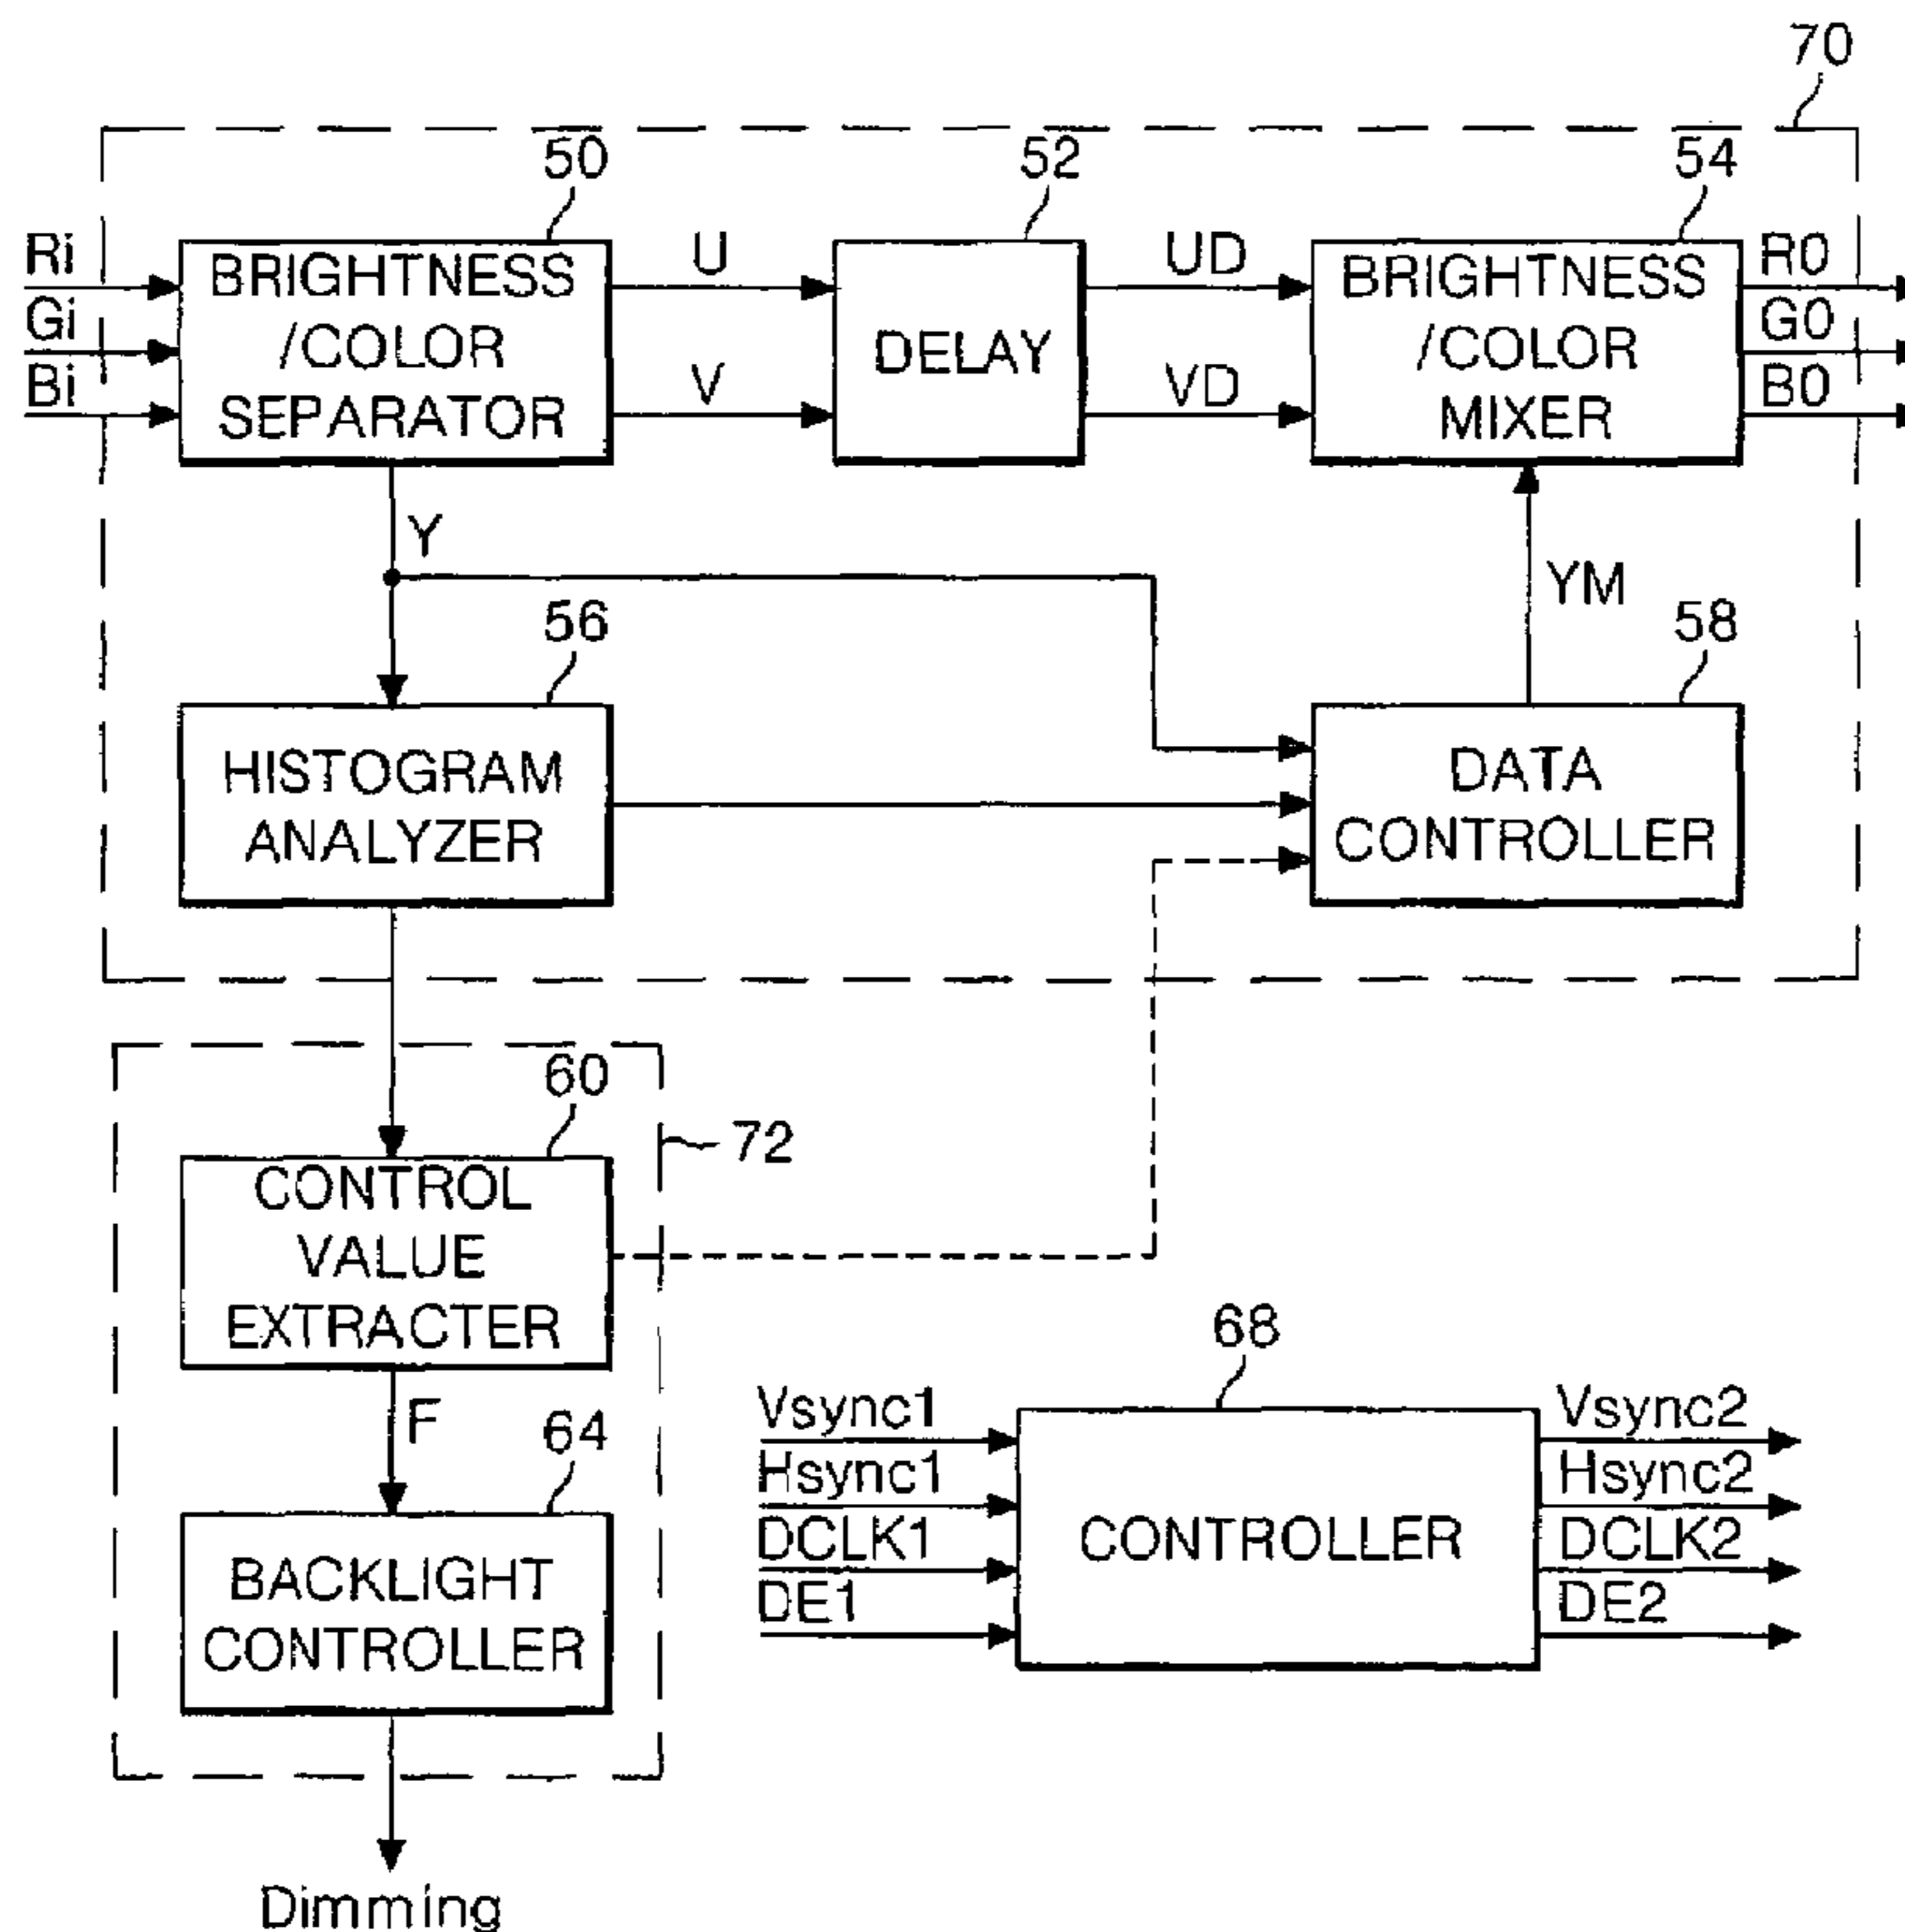 70
50
52
54
Ri
Gi
Bi
BRIGHTNESS
/COLOR
SEPARATOR
U
V
DELAY
UD
VD
BRIGHTNESS
/COLOR
MIXER
R0
G0
B0
Y
YM
56
58
HISTOGRAM
ANALYZER
DATA
CONTROLLER
60
72
CONTROL
VALUE
EXTRACTER
F
64
BACKLIGHT
CONTROLLER
Dimming
68
Vsync1
Hsync1
DCLK1
DE1
CONTROLLER
Vsync2
Hsync2
DCLK2
DE2